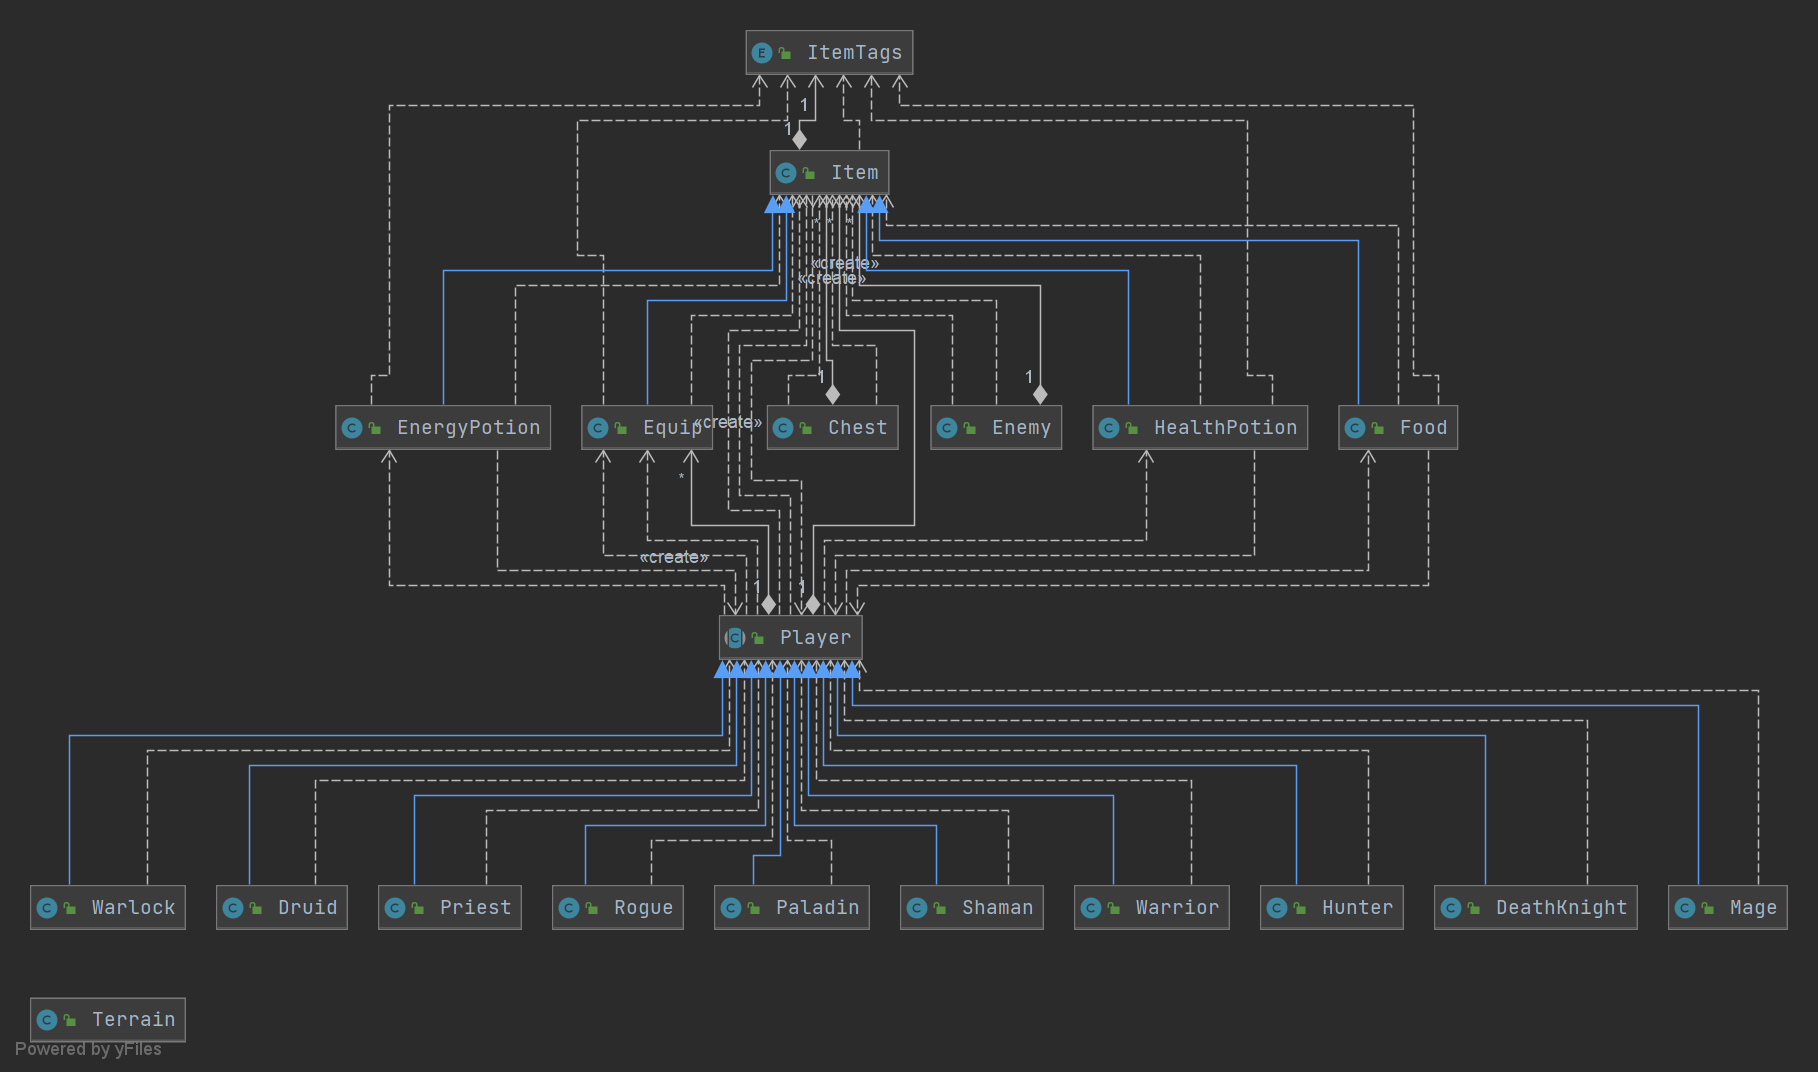 E ItemTags
1
1
C Item
* * *
«create»
«create»
1
1
C EnergyPotion
C Equip
«create»
C Chest
C Enemy
C HealthPotion
C Food
*
«create»
1
1
C Player
C Warlock
C Druid
C Priest
C Rogue
C Paladin
C Shaman
C Warrior
C Hunter
C DeathKnight
C Mage
C Terrain
Powered by yFiles